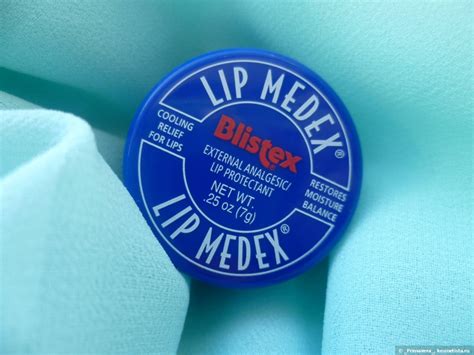 LIP MEDEX®
COOLING
RELIEF
FOR LIPS
Blistex
EXTERNAL ANALGESIC/
LIP PROTECTANT
NET WT.
.25 oz (7g)
RESTORES
MOISTURE
BALANCE
LIP MEDEX®